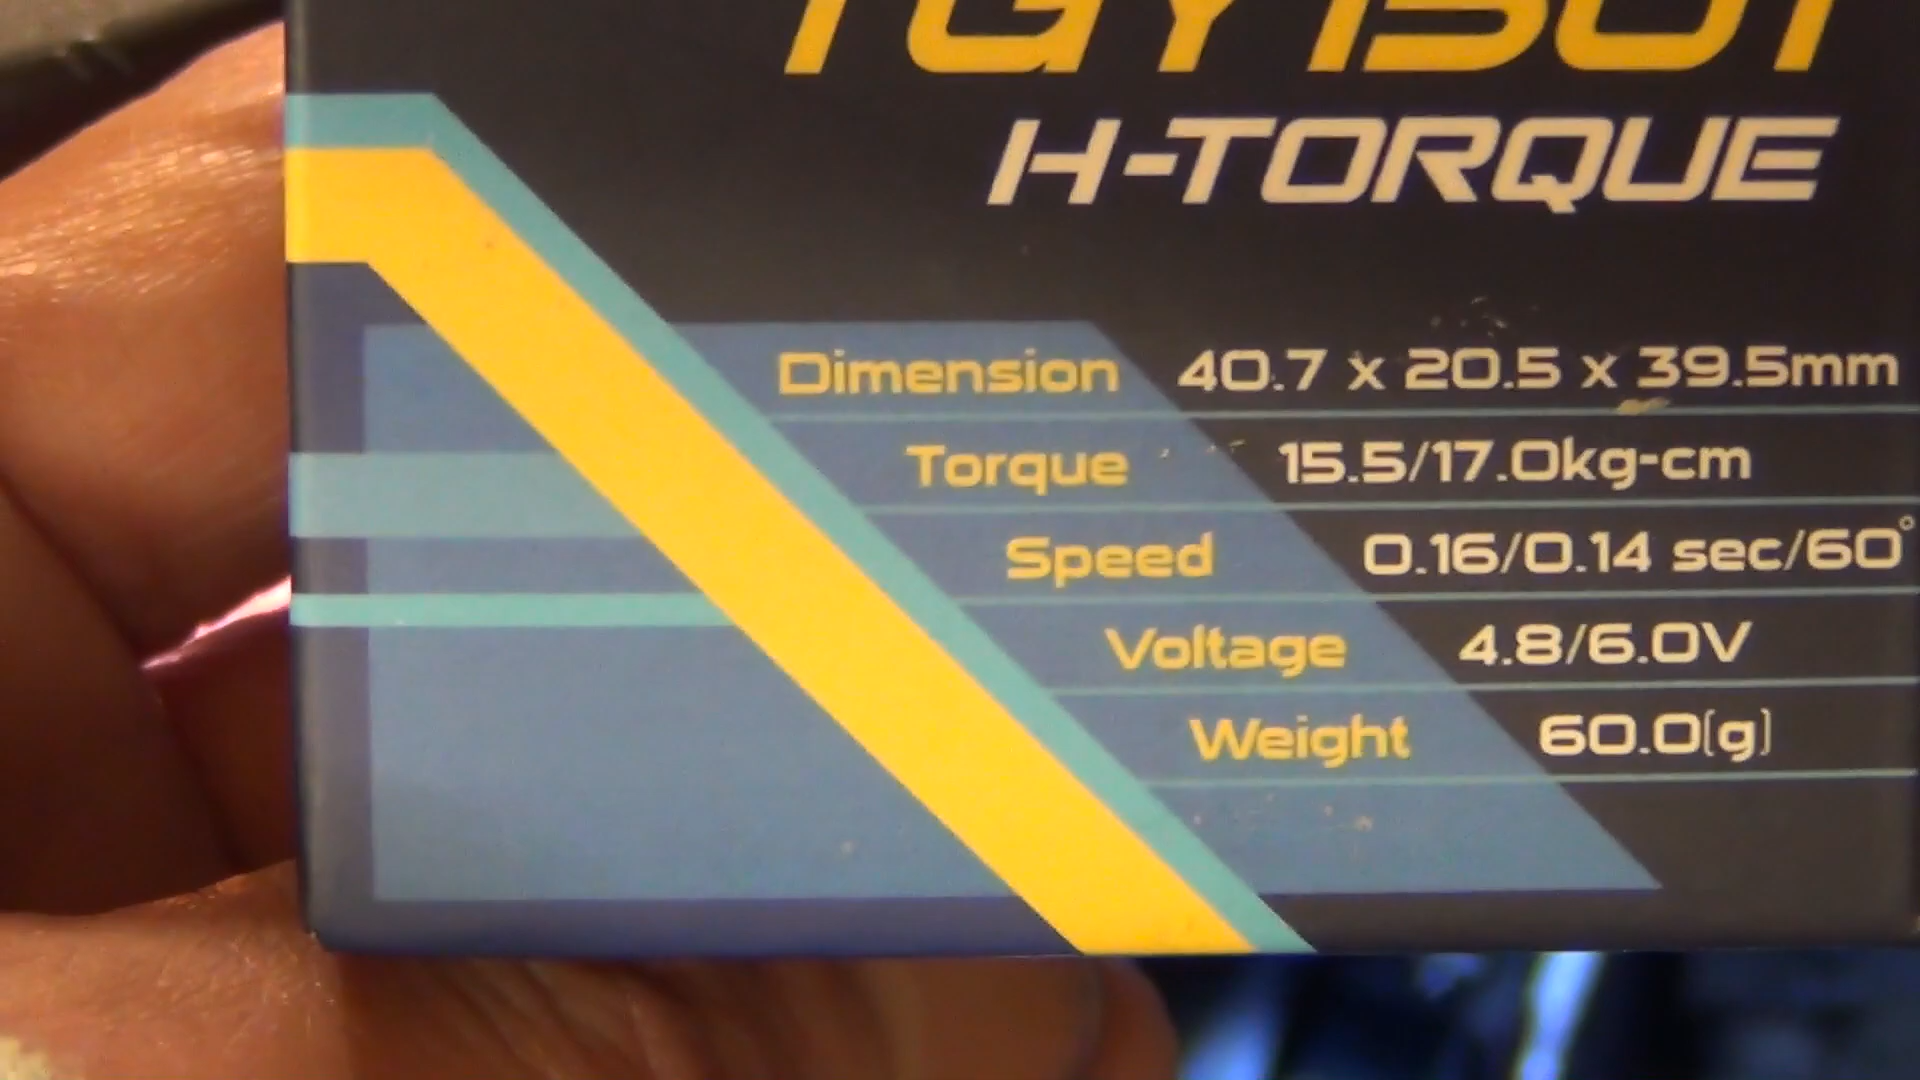 TGY1501
H-TORQUE
Dimension 40.7 x 20.5 x 39.5mm
Torque 15.5/17.0kg-cm
Speed 0.16/0.14 sec/60°
Voltage 4.8/6.0V
Weight 60.0(g)